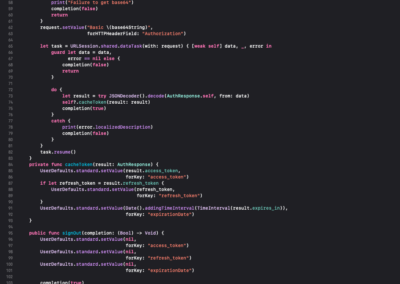 print("Failure to get base64")
completion(false)
return
}
request.setValue("Basic \(base64String)",
forHTTPHeaderField: "Authorization")
let task = URLSession.shared.dataTask(with: request) { [weak self] data, _, error in
guard let data = data,
error == nil else {
completion(false)
return
}
do {
let result = try JSONDecoder().decode(AuthResponse.self, from: data)
self?.cacheToken(result: result)
completion(true)
}
catch {
print(error.localizedDescription)
completion(false)
}
}
task.resume()
}
private func cacheToken(result: AuthResponse) {
UserDefaults.standard.setValue(result.access_token,
forKey: "access_token")
if let refresh_token = result.refresh_token {
UserDefaults.standard.setValue(refresh_token,
forKey: "refresh_token")
}
UserDefaults.standard.setValue(Date().addingTimeInterval(TimeInterval(result.expires_in)),
forKey: "expirationDate")
}
public func signOut(completion: (Bool) -> Void) {
UserDefaults.standard.setValue(nil,
forKey: "access_token")
UserDefaults.standard.setValue(nil,
forKey: "refresh_token")
UserDefaults.standard.setValue(nil,
forKey: "expirationDate")
completion(true)